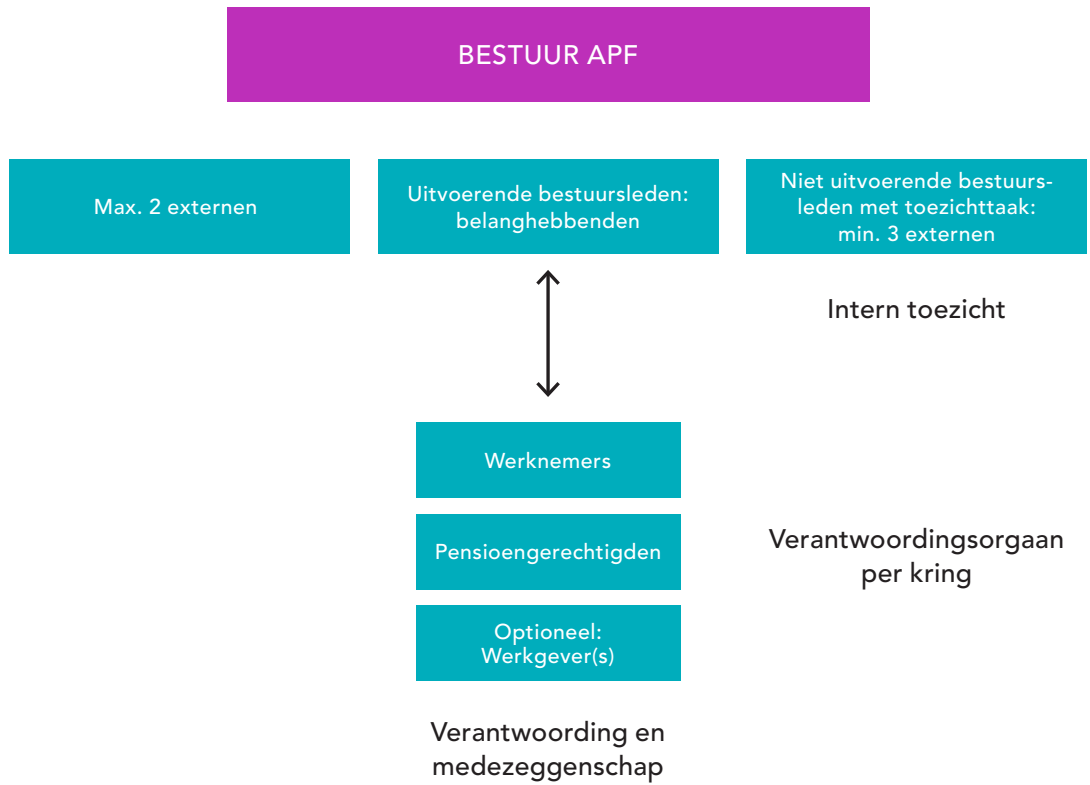 BESTUUR APF
Max. 2 externen
Uitvoerende bestuursleden:
belanghebbenden
Niet uitvoerende bestuurs-
leden met toezichttaak:
min. 3 externen
Intern toezicht
Werknemers
Pensioengerechtigden
Optioneel:
Werkgever(s)
Verantwoordingsorgaan
per kring
Verantwoording en
medezeggenschap